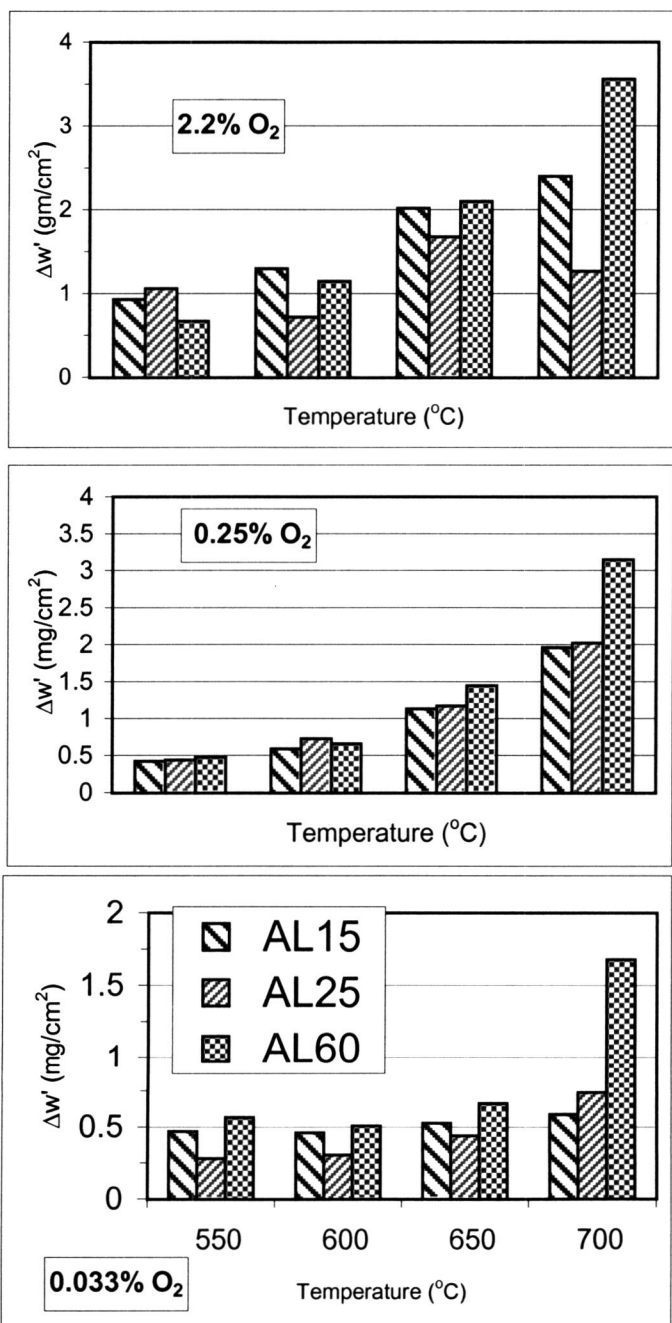 4
3
2
1
0
Δw' (gm/cm²)
2.2% O₂
Temperature (°C)
4
3.5
3
2.5
2
1.5
1
0.5
0
Δw' (mg/cm²)
0.25% O₂
Temperature (°C)
2
1.5
1
0.5
0
Δw' (mg/cm²)
AL15
AL25
AL60
550 600 650 700
0.033% O₂
Temperature (°C)